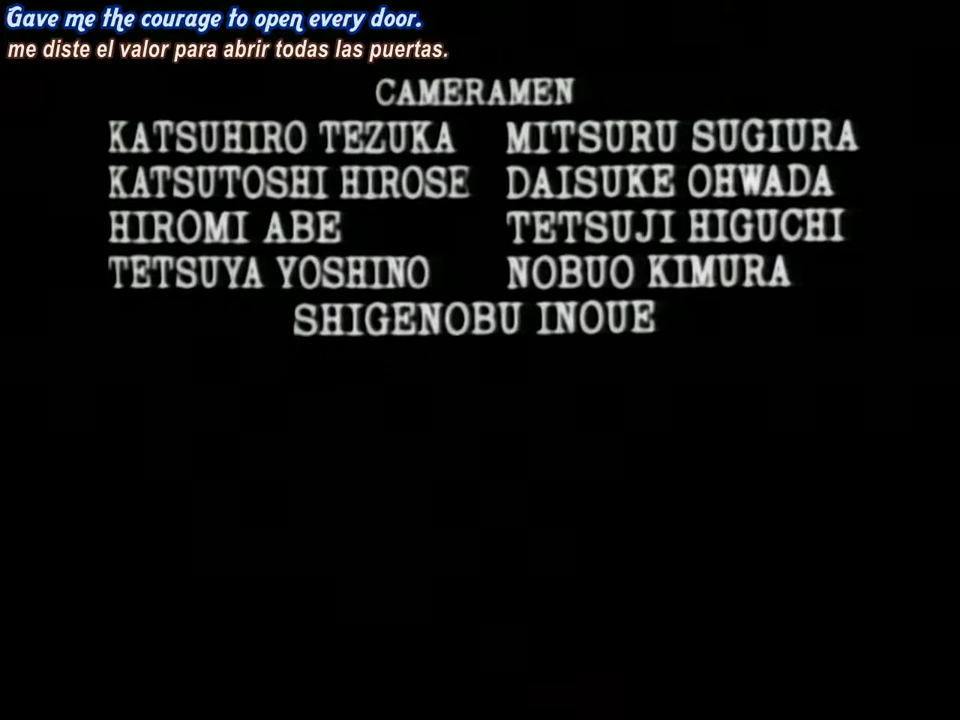 Gave me the courage to open every door.
me diste el valor para abrir todas las puertas.
CAMERAMEN
KATSUHIRO TEZUKA MITSURU SUGIURA
KATSUTOSHI HIROSE DAISUKE OHWADA
HIROMI ABE TETSUJI HIGUCHI
TETSUYA YOSHINO NOBUO KIMURA
SHIGENOBU INOUE